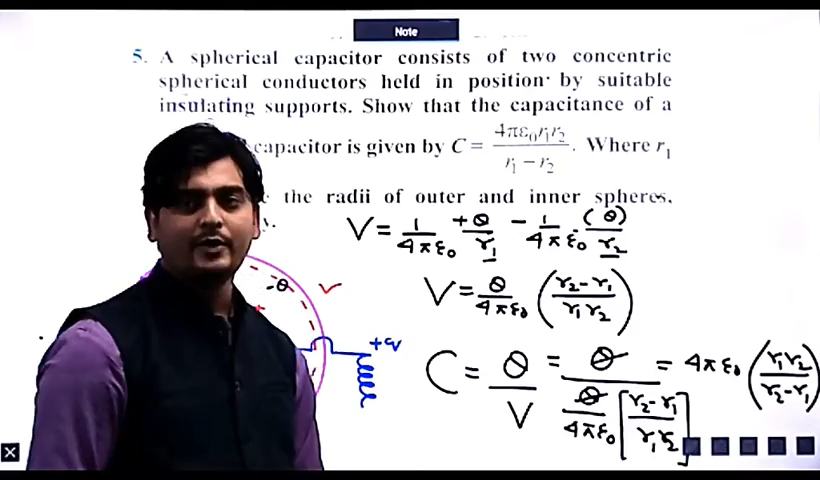 Note
5. A spherical capacitor consists of two concentric
spherical conductors held in position by suitable
insulating supports. Show that the capacitance of a
capacitor is given by C = 4πε₀r₁r₂ / (r₁ – r₂). Where r₁
the radii of outer and inner spheres,
V = 1/4πε₀ +Q/r₁ – 1/4πε₀ (Q)/r₂
-Q
V
V = Q/4πε₀ ((r₂-r₁)/r₁r₂)
+qV
C = Q/V = Q / (Q/4πε₀ [(r₂-r₁)/r₁r₂]) = 4πε₀ (r₁r₂/(r₂-r₁))